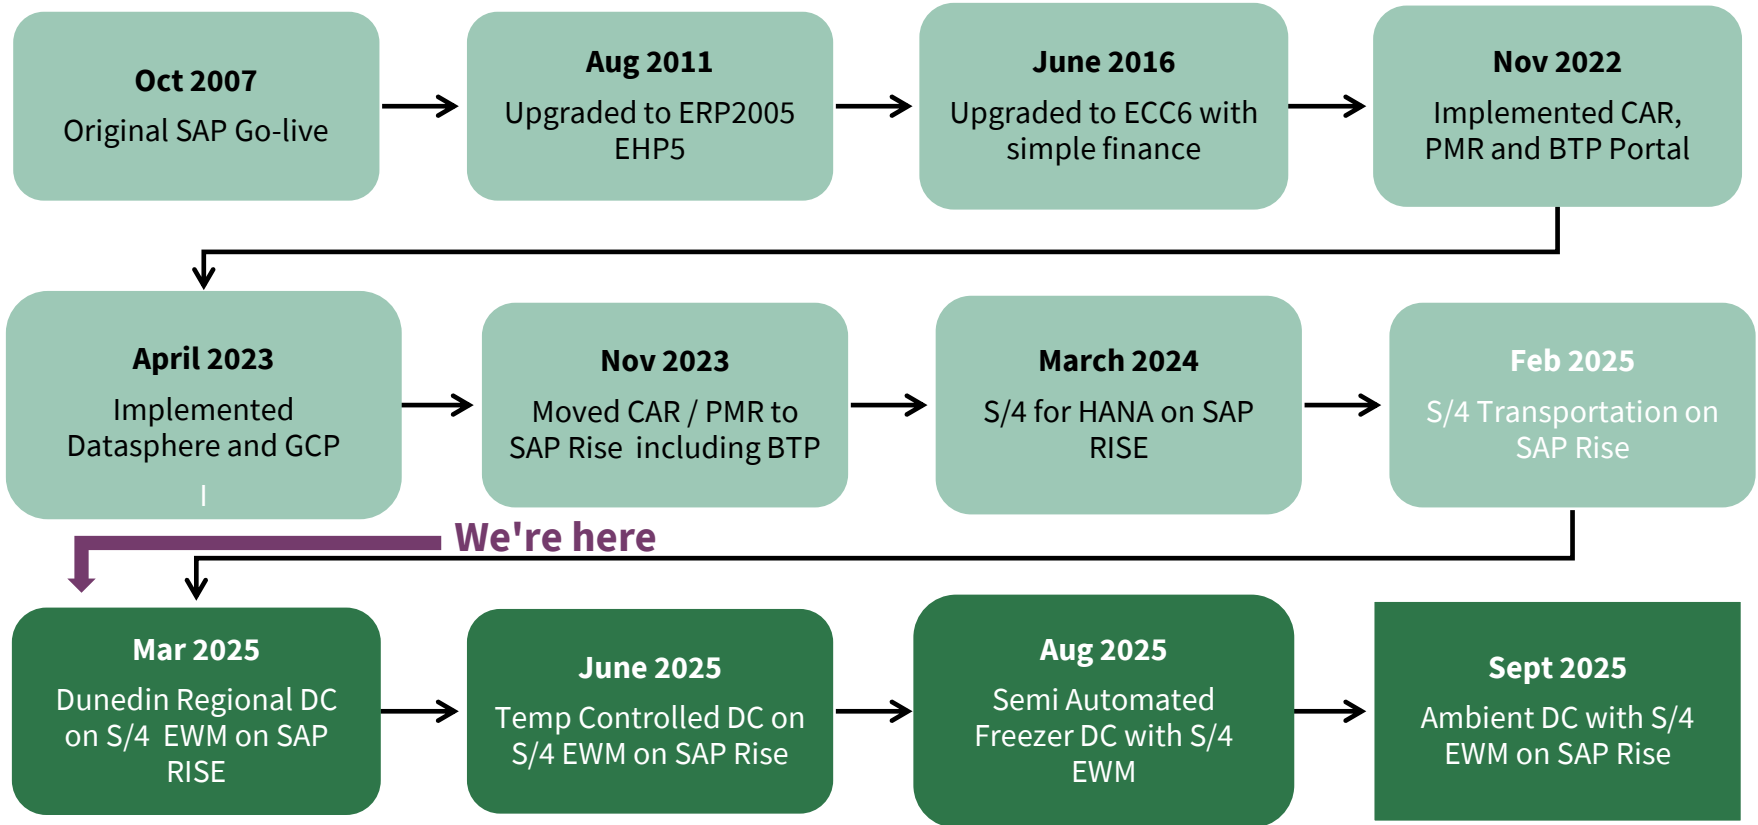 Oct 2007
Original SAP Go-live
Aug 2011
Upgraded to ERP2005
EHP5
June 2016
Upgraded to ECC6 with
simple finance
Nov 2022
Implemented CAR,
PMR and BTP Portal
April 2023
Implemented
Datasphere and GCP
l
Nov 2023
Moved CAR / PMR to
SAP Rise  including BTP
March 2024
S/4 for HANA on SAP
RISE
Feb 2025
S/4 Transportation on
SAP Rise
We're here
Mar 2025
Dunedin Regional DC
on S/4  EWM on SAP
RISE
June 2025
Temp Controlled DC on
S/4 EWM on SAP Rise
Aug 2025
Semi Automated
Freezer DC with S/4
EWM
Sept 2025
Ambient DC with S/4
EWM on SAP Rise